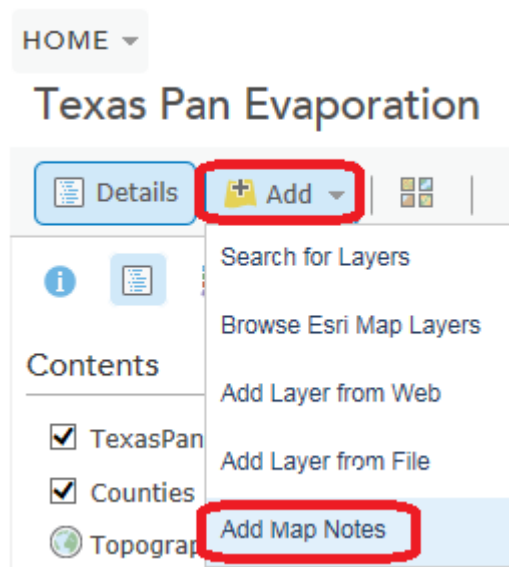 HOME
Texas Pan Evaporation
Details Add
Search for Layers
Browse Esri Map Layers
Contents
Add Layer from Web
TexasPan
Add Layer from File
Counties
Add Map Notes
Topograp